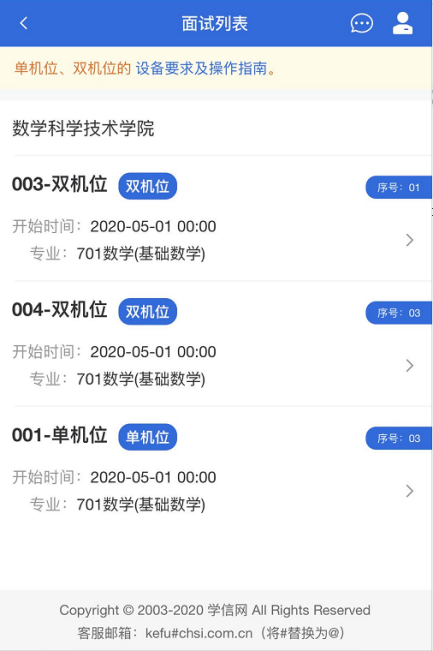 面试列表
单机位、双机位的 设备要求及操作指南。
数学科学技术学院
003-双机位 双机位 序号：01
开始时间：2020-05-01 00:00
专业：701数学(基础数学)
004-双机位 双机位 序号：03
开始时间：2020-05-01 00:00
专业：701数学(基础数学)
001-单机位 单机位 序号：03
开始时间：2020-05-01 00:00
专业：701数学(基础数学)
Copyright © 2003-2020 学信网 All Rights Reserved
客服邮箱：kefu#chsi.com.cn（将#替换为@）